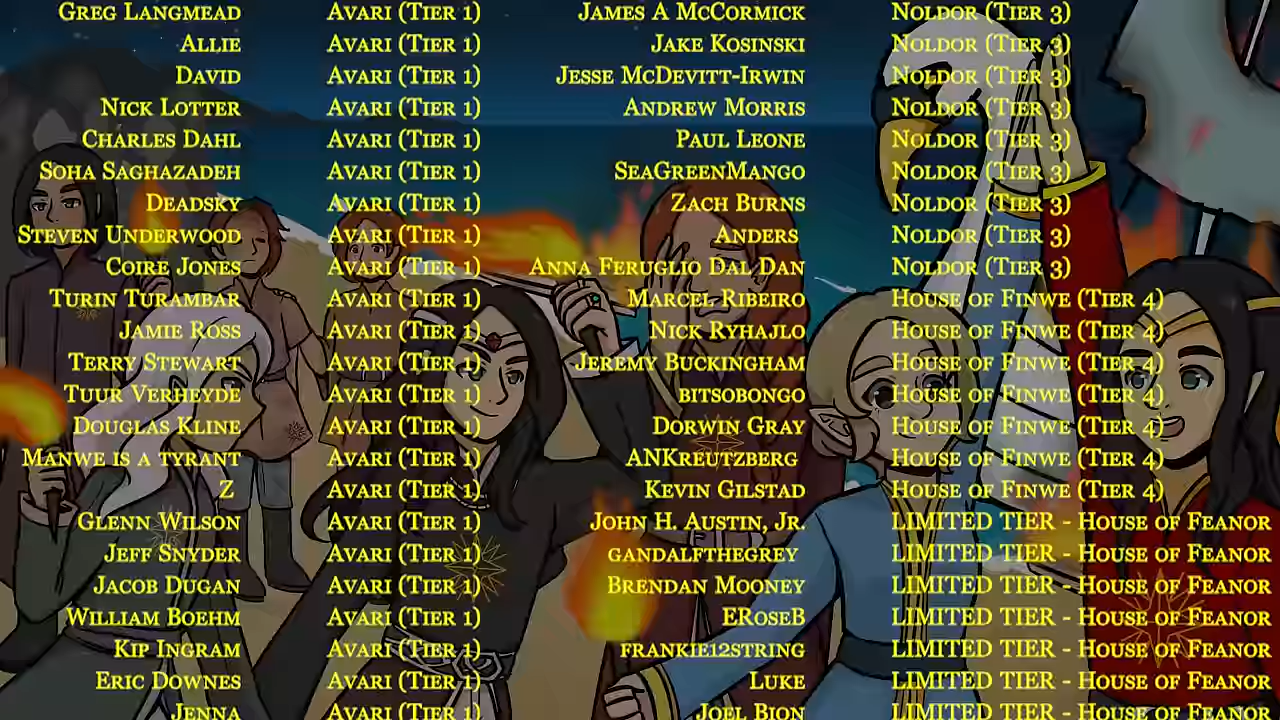 Greg Langmead Avari (Tier 1) James A McCormick Noldor (Tier 3)
Allie Avari (Tier 1) Jake Kosinski Noldor (Tier 3)
David Avari (Tier 1) Jesse McDevitt-Irwin Noldor (Tier 3)
Nick Lotter Avari (Tier 1) Andrew Morris Noldor (Tier 3)
Charles Dahl Avari (Tier 1) Paul Leone Noldor (Tier 3)
Soha Saghazadeh Avari (Tier 1) SeaGreenMango Noldor (Tier 3)
Deadsky Avari (Tier 1) Zach Burns Noldor (Tier 3)
Steven Underwood Avari (Tier 1) Anders Noldor (Tier 3)
Coire Jones Avari (Tier 1) Anna Feruglio Dal Dan Noldor (Tier 3)
Turin Turambar Avari (Tier 1) Marcel Ribeiro House of Finwe (Tier 4)
Jamie Ross Avari (Tier 1) Nick Ryhajlo House of Finwe (Tier 4)
Terry Stewart Avari (Tier 1) Jeremy Buckingham House of Finwe (Tier 4)
Tuur Verheyde Avari (Tier 1) bitsobongo House of Finwe (Tier 4)
Douglas Kline Avari (Tier 1) Dorwin Gray House of Finwe (Tier 4)
Manwe is a tyrant Avari (Tier 1) ANKreutzberg House of Finwe (Tier 4)
Z Avari (Tier 1) Kevin Gilstad House of Finwe (Tier 4)
Glenn Wilson Avari (Tier 1) John H. Austin, Jr. LIMITED TIER - House of Feanor
Jeff Snyder Avari (Tier 1) gandalfthegrey LIMITED TIER - House of Feanor
Jacob Dugan Avari (Tier 1) Brendan Mooney LIMITED TIER - House of Feanor
William Boehm Avari (Tier 1) ERoseB LIMITED TIER - House of Feanor
Kip Ingram Avari (Tier 1) frankie12string LIMITED TIER - House of Feanor
Eric Downes Avari (Tier 1) Luke LIMITED TIER - House of Feanor
Jenna Avari (Tier 1) Joel Bion LIMITED TIER - House of Feanor